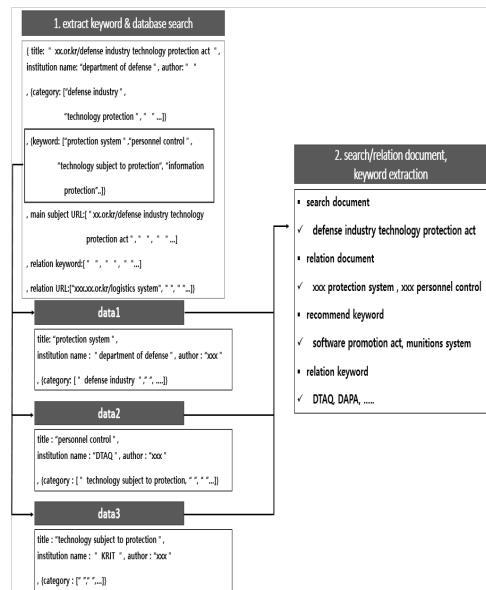 1. extract keyword & database search
{ title: " xx.or.kr/defense industry technology protection act " ,
institution name: "department of defense " , author: " "
, {category: ["defense industry " ,
"technology protection " , " " ...]}
, {keyword: ["protection system " ,"personnel control " ,
"technology subject to protection", "information
protection"..]}
, main subject URL:[ " xx.or.kr/defense industry technology
protection act " , " " , " " ...]
, relation keyword:[ " " , " " , " "...]
, relation URL:["xxx.xx.or.kr/logistics system", " ", " "...]}
data1
title: "protection system " ,
institution name : " department of defense " , author : "xxx "
, {category: [ " defense industry " ," ", ....]}
data2
title : "personnel control " ,
institution name : "DTAQ " , author : "xxx "
, {category : [ " technology subject to protection, " ", " "...]}
data3
title : "technology subject to protection " ,
institution name : " KRIT " , author : "xxx "
, {category : [" "," ",...]}
2. search/relation document,
keyword extraction
▪ search document
✓ defense industry technology protection act
▪ relation document
✓ xxx protection system , xxx personnel control
▪ recommend keyword
✓ software promotion act, munitions system
▪ relation keyword
✓ DTAQ, DAPA, .....